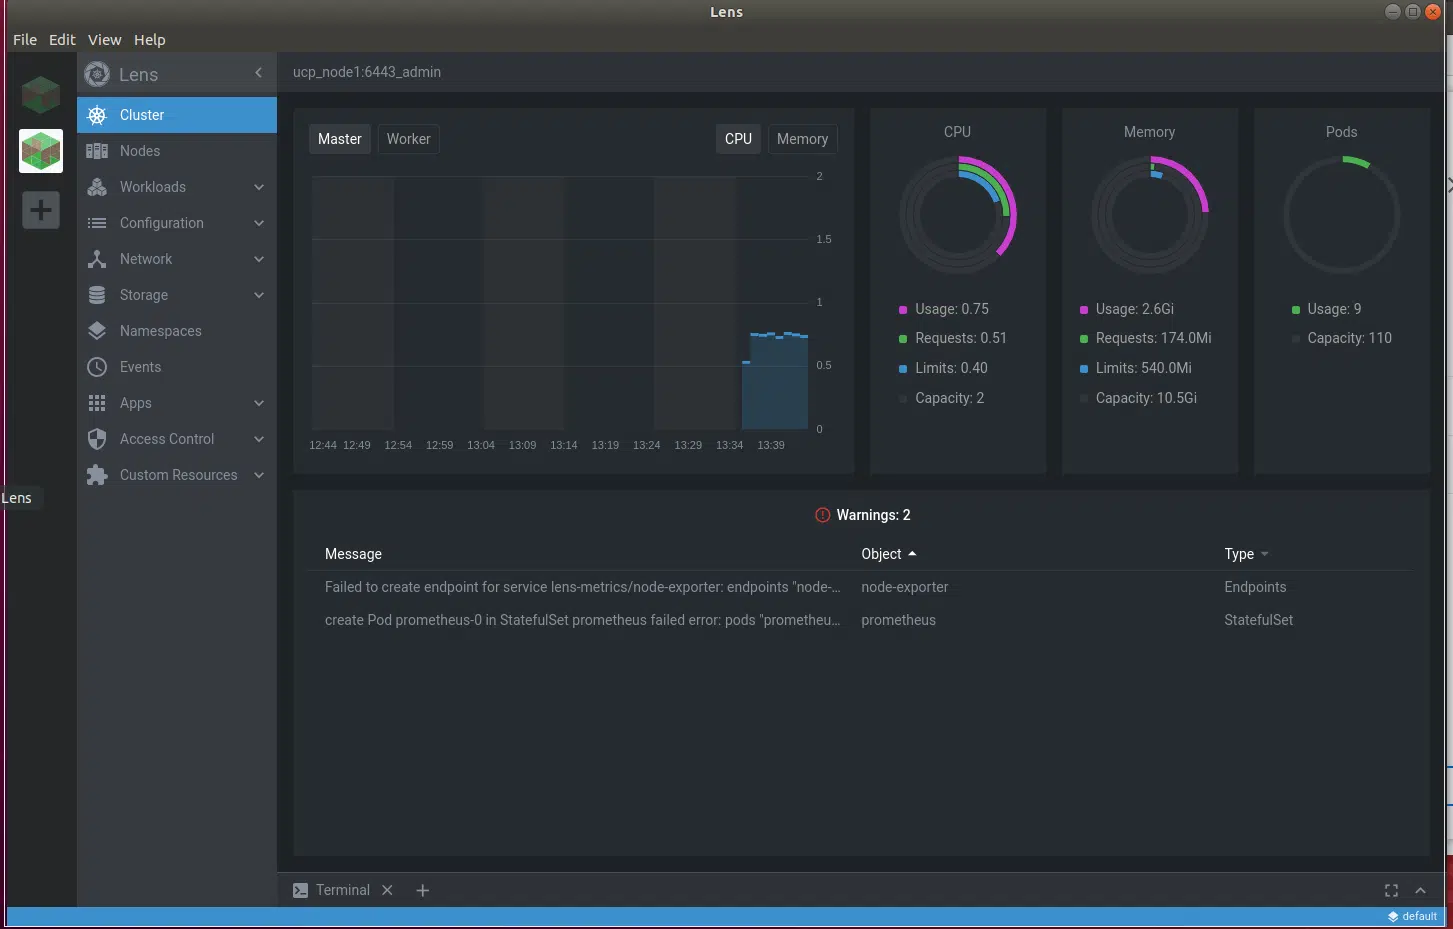 Lens
File Edit View Help
Lens
ucp_node1:6443_admin
Cluster
Nodes
Workloads
Configuration
Network
Storage
Namespaces
Events
Apps
Access Control
Custom Resources
Lens
Master Worker CPU Memory
2
1.5
1
0.5
0
12:44 12:49 12:54 12:59 13:04 13:09 13:14 13:19 13:24 13:29 13:34 13:39
CPU
Usage: 0.75
Requests: 0.51
Limits: 0.40
Capacity: 2
Memory
Usage: 2.6Gi
Requests: 174.0Mi
Limits: 540.0Mi
Capacity: 10.5Gi
Pods
Usage: 9
Capacity: 110
Warnings: 2
Message Object Type
Failed to create endpoint for service lens-metrics/node-exporter: endpoints "node-... node-exporter Endpoints
create Pod prometheus-0 in StatefulSet prometheus failed error: pods "prometheu... prometheus StatefulSet
Terminal
default